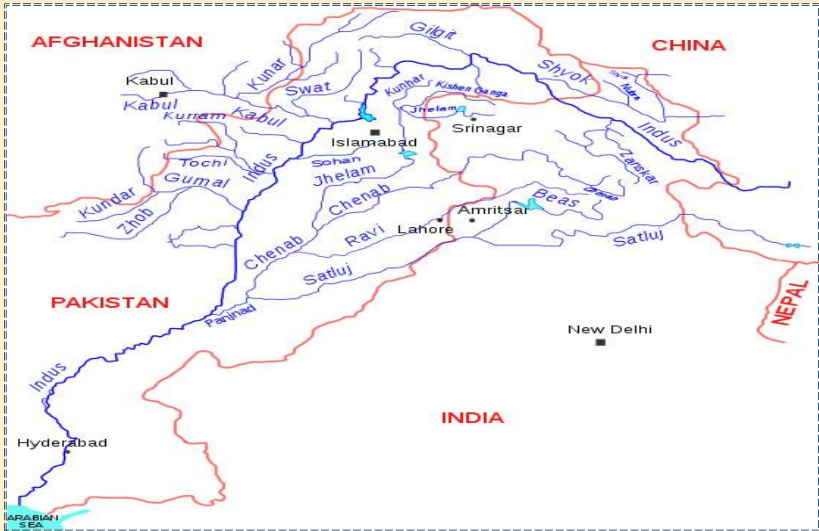 AFGHANISTAN
CHINA
Gilgit
Kunar
Shyok
Kabul
Swat
Kunhar
Kishen Ganga
Nubra
Kabul
Kurram
Kabul
Jhelam
Srinagar
Indus
Islamabad
Indus
Tochi
Sohan
Zanskar
Gumal
Jhelam
Kundar
Zhob
Chenab
Beas
Amritsar
Lahore
Ravi
Chenab
Satluj
Satluj
PAKISTAN
Panjnad
NEPAL
New Delhi
Indus
INDIA
Hyderabad
ARABIAN
SEA